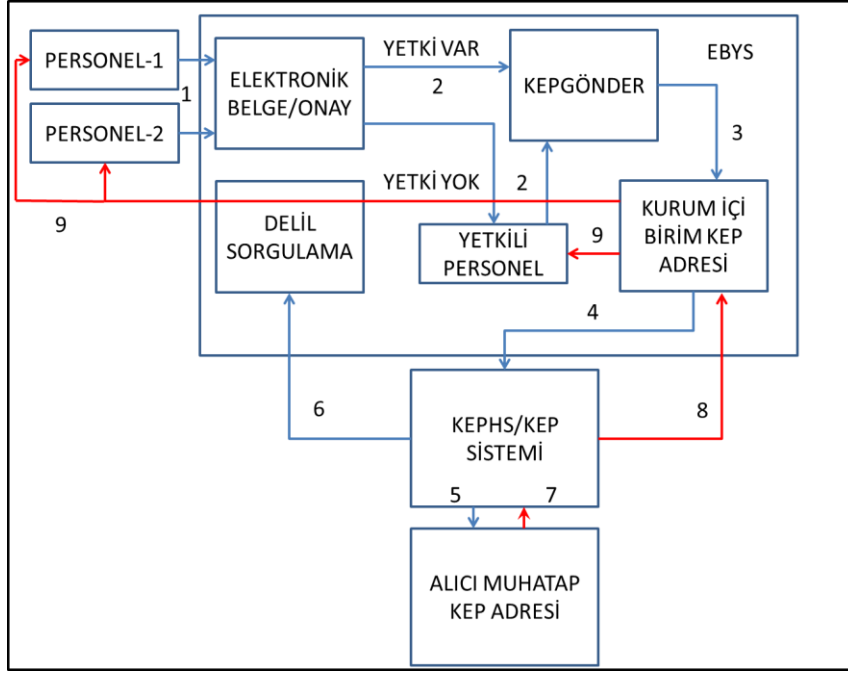 PERSONEL-1
1
PERSONEL-2
ELEKTRONİK
BELGE/ONAY
YETKİ VAR
2
KEPGÖNDER
EBYS
3
YETKİ YOK
2
9
DELİL
SORGULAMA
YETKİLİ
PERSONEL
9
KURUM İÇİ
BİRİM KEP
ADRESİ
4
6
KEPHS/KEP
SİSTEMİ
8
5
7
ALICI MUHATAP
KEP ADRESİ